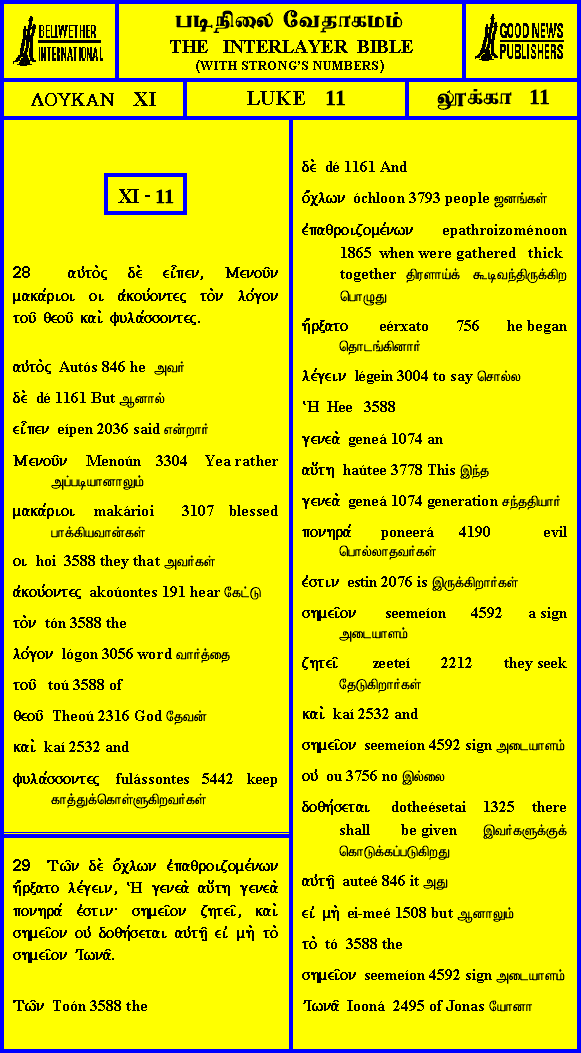 BELLWETHER
INTERNATIONAL
படிநிலை வேதாகமம்
THE INTERLAYER BIBLE
(WITH STRONG'S NUMBERS)
GOOD NEWS
PUBLISHERS
ΛΟΥΚΑΝ XI
LUKE 11
லூக்கா 11
XI - 11
28 αυτὸς δὲ εἶπεν, Μενοῦν
μακάριοι οι ἀκούοντες τὸν λόγον
τοῦ θεοῦ καὶ φυλάσσοντες.
αυτὸς Autós 846 he அவர்
δὲ dé 1161 But ஆனால்
εἶπεν eípen 2036 said என்றார்
Μενοῦν Menoún 3304 Yea rather
அப்படியானாலும்
μακάριοι makárioi 3107 blessed
பாக்கியவான்கள்
οι hoi 3588 they that அவர்கள்
ἀκούοντες akoúontes 191 hear கேட்டு
τὸν tón 3588 the
λόγον lógon 3056 word வார்த்தை
τοῦ toú 3588 of
θεοῦ Theoú 2316 God தேவன்
καὶ kaí 2532 and
φυλάσσοντες fulássontes 5442 keep
காத்துக்கொள்ளுகிறவர்கள்
29 Τῶν δὲ ὄχλων ἐπαθροιζομένων
ἤρξατο λέγειν, Ἡ γενεὰ αὕτη γενεὰ
πονηρά ἐστιν· σημεῖον ζητεῖ, καὶ
σημεῖον οὐ δοθήσεται αὐτῇ εἰ μὴ τὸ
σημεῖον Ἰωνᾶ.
Τῶν Toón 3588 the
δὲ dé 1161 And
ὄχλων óchloon 3793 people ஜனங்கள்
ἐπαθροιζομένων epathroizoménoon
1865 when were gathered thick
together திரளாய்க் கூடிவந்திருக்கிற
பொழுது
ἤρξατο eérxato 756 he began
தொடங்கினார்
λέγειν légein 3004 to say சொல்ல
Ἡ Hee 3588
γενεὰ geneá 1074 an
αὕτη haútee 3778 This இந்த
γενεὰ geneá 1074 generation சந்ததியார்
πονηρά poneerá 4190 evil
பொல்லாதவர்கள்
ἐστιν estin 2076 is இருக்கிறார்கள்
σημεῖον seemeíon 4592 a sign
அடையாளம்
ζητεῖ zeeteí 2212 they seek
தேடுகிறார்கள்
καὶ kaí 2532 and
σημεῖον seemeíon 4592 sign அடையாளம்
οὐ ou 3756 no இல்லை
δοθήσεται dotheésetai 1325 there
shall be given இவர்களுக்குக்
கொடுக்கப்படுகிறது
αὐτῇ auteé 846 it அது
εἰ μὴ ei-meé 1508 but ஆனாலும்
τὸ tó 3588 the
σημεῖον seemeíon 4592 sign அடையாளம்
Ἰωνᾶ Iooná 2495 of Jonas யோனா